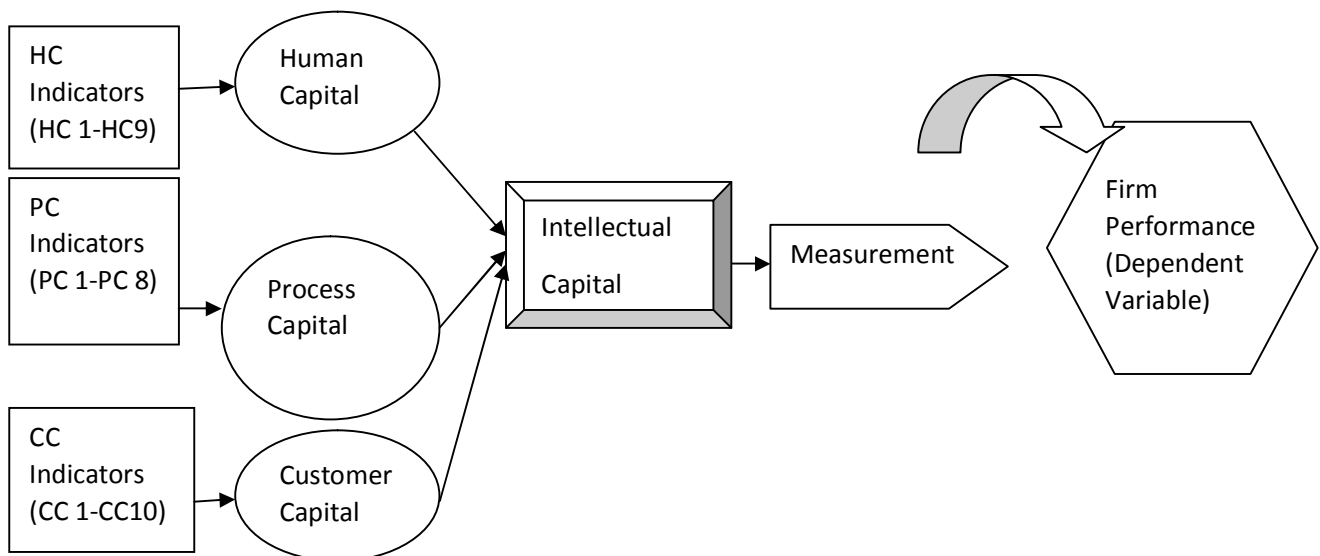 HC
Indicators
(HC 1-HC9)
Human
Capital
PC
Indicators
(PC 1-PC 8)
Process
Capital
CC
Indicators
(CC 1-CC10)
Customer
Capital
Intellectual
Capital
Measurement
Firm
Performance
(Dependent
Variable)